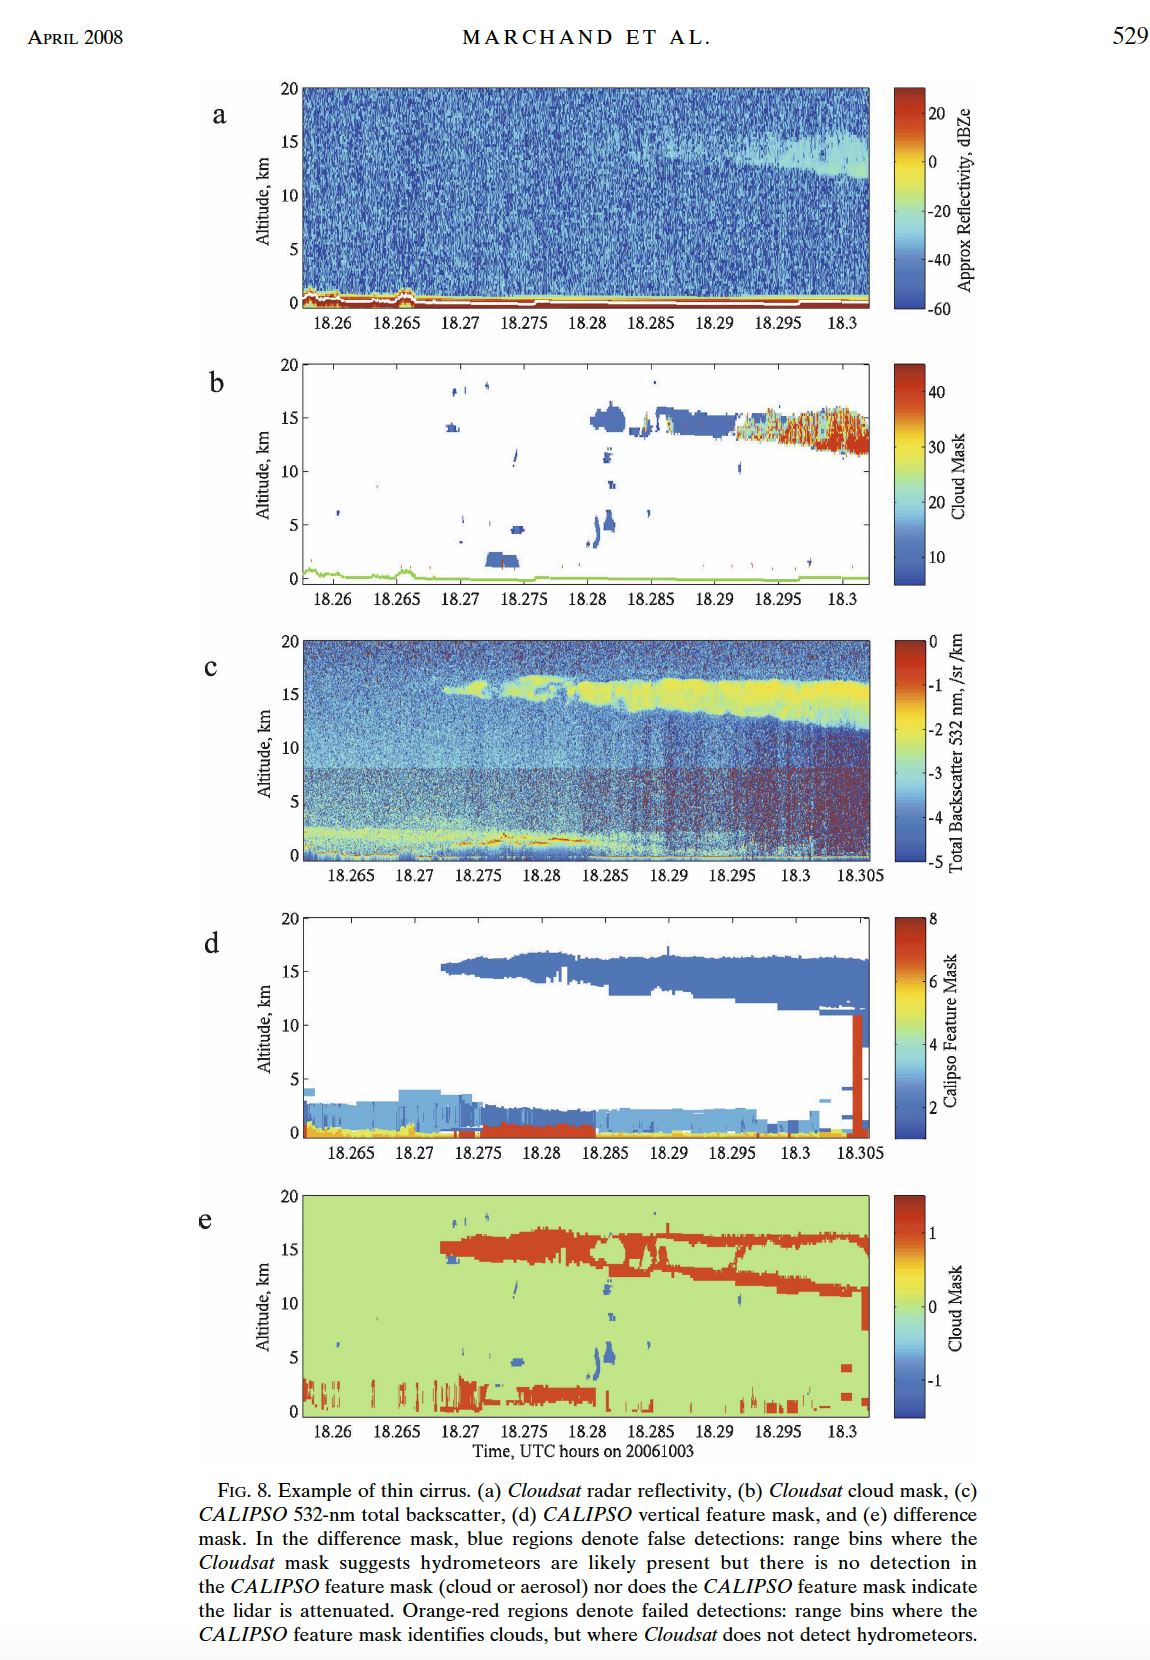 APRIL 2008 MARCHAND ET AL. 529
a
20
15
10
5
0
Altitude, km
18.26 18.265 18.27 18.275 18.28 18.285 18.29 18.295 18.3
20
0
-20
-40
-60
Approx Reflectivity, dBZe
b
20
15
10
5
0
Altitude, km
18.26 18.265 18.27 18.275 18.28 18.285 18.29 18.295 18.3
40
30
20
10
Cloud Mask
c
20
15
10
5
0
Altitude, km
18.265 18.27 18.275 18.28 18.285 18.29 18.295 18.3 18.305
0
-1
-2
-3
-4
-5
Total Backscatter 532 nm, /sr /km
d
20
15
10
5
0
Altitude, km
18.265 18.27 18.275 18.28 18.285 18.29 18.295 18.3 18.305
8
6
4
2
Calipso Feature Mask
e
20
15
10
5
0
Altitude, km
18.26 18.265 18.27 18.275 18.28 18.285 18.29 18.295 18.3
Time, UTC hours on 20061003
1
0
-1
Cloud Mask
FIG. 8. Example of thin cirrus. (a) Cloudsat radar reflectivity, (b) Cloudsat cloud mask, (c)
CALIPSO 532-nm total backscatter, (d) CALIPSO vertical feature mask, and (e) difference
mask. In the difference mask, blue regions denote false detections: range bins where the
Cloudsat mask suggests hydrometeors are likely present but there is no detection in
the CALIPSO feature mask (cloud or aerosol) nor does the CALIPSO feature mask indicate
the lidar is attenuated. Orange-red regions denote failed detections: range bins where the
CALIPSO feature mask identifies clouds, but where Cloudsat does not detect hydrometeors.